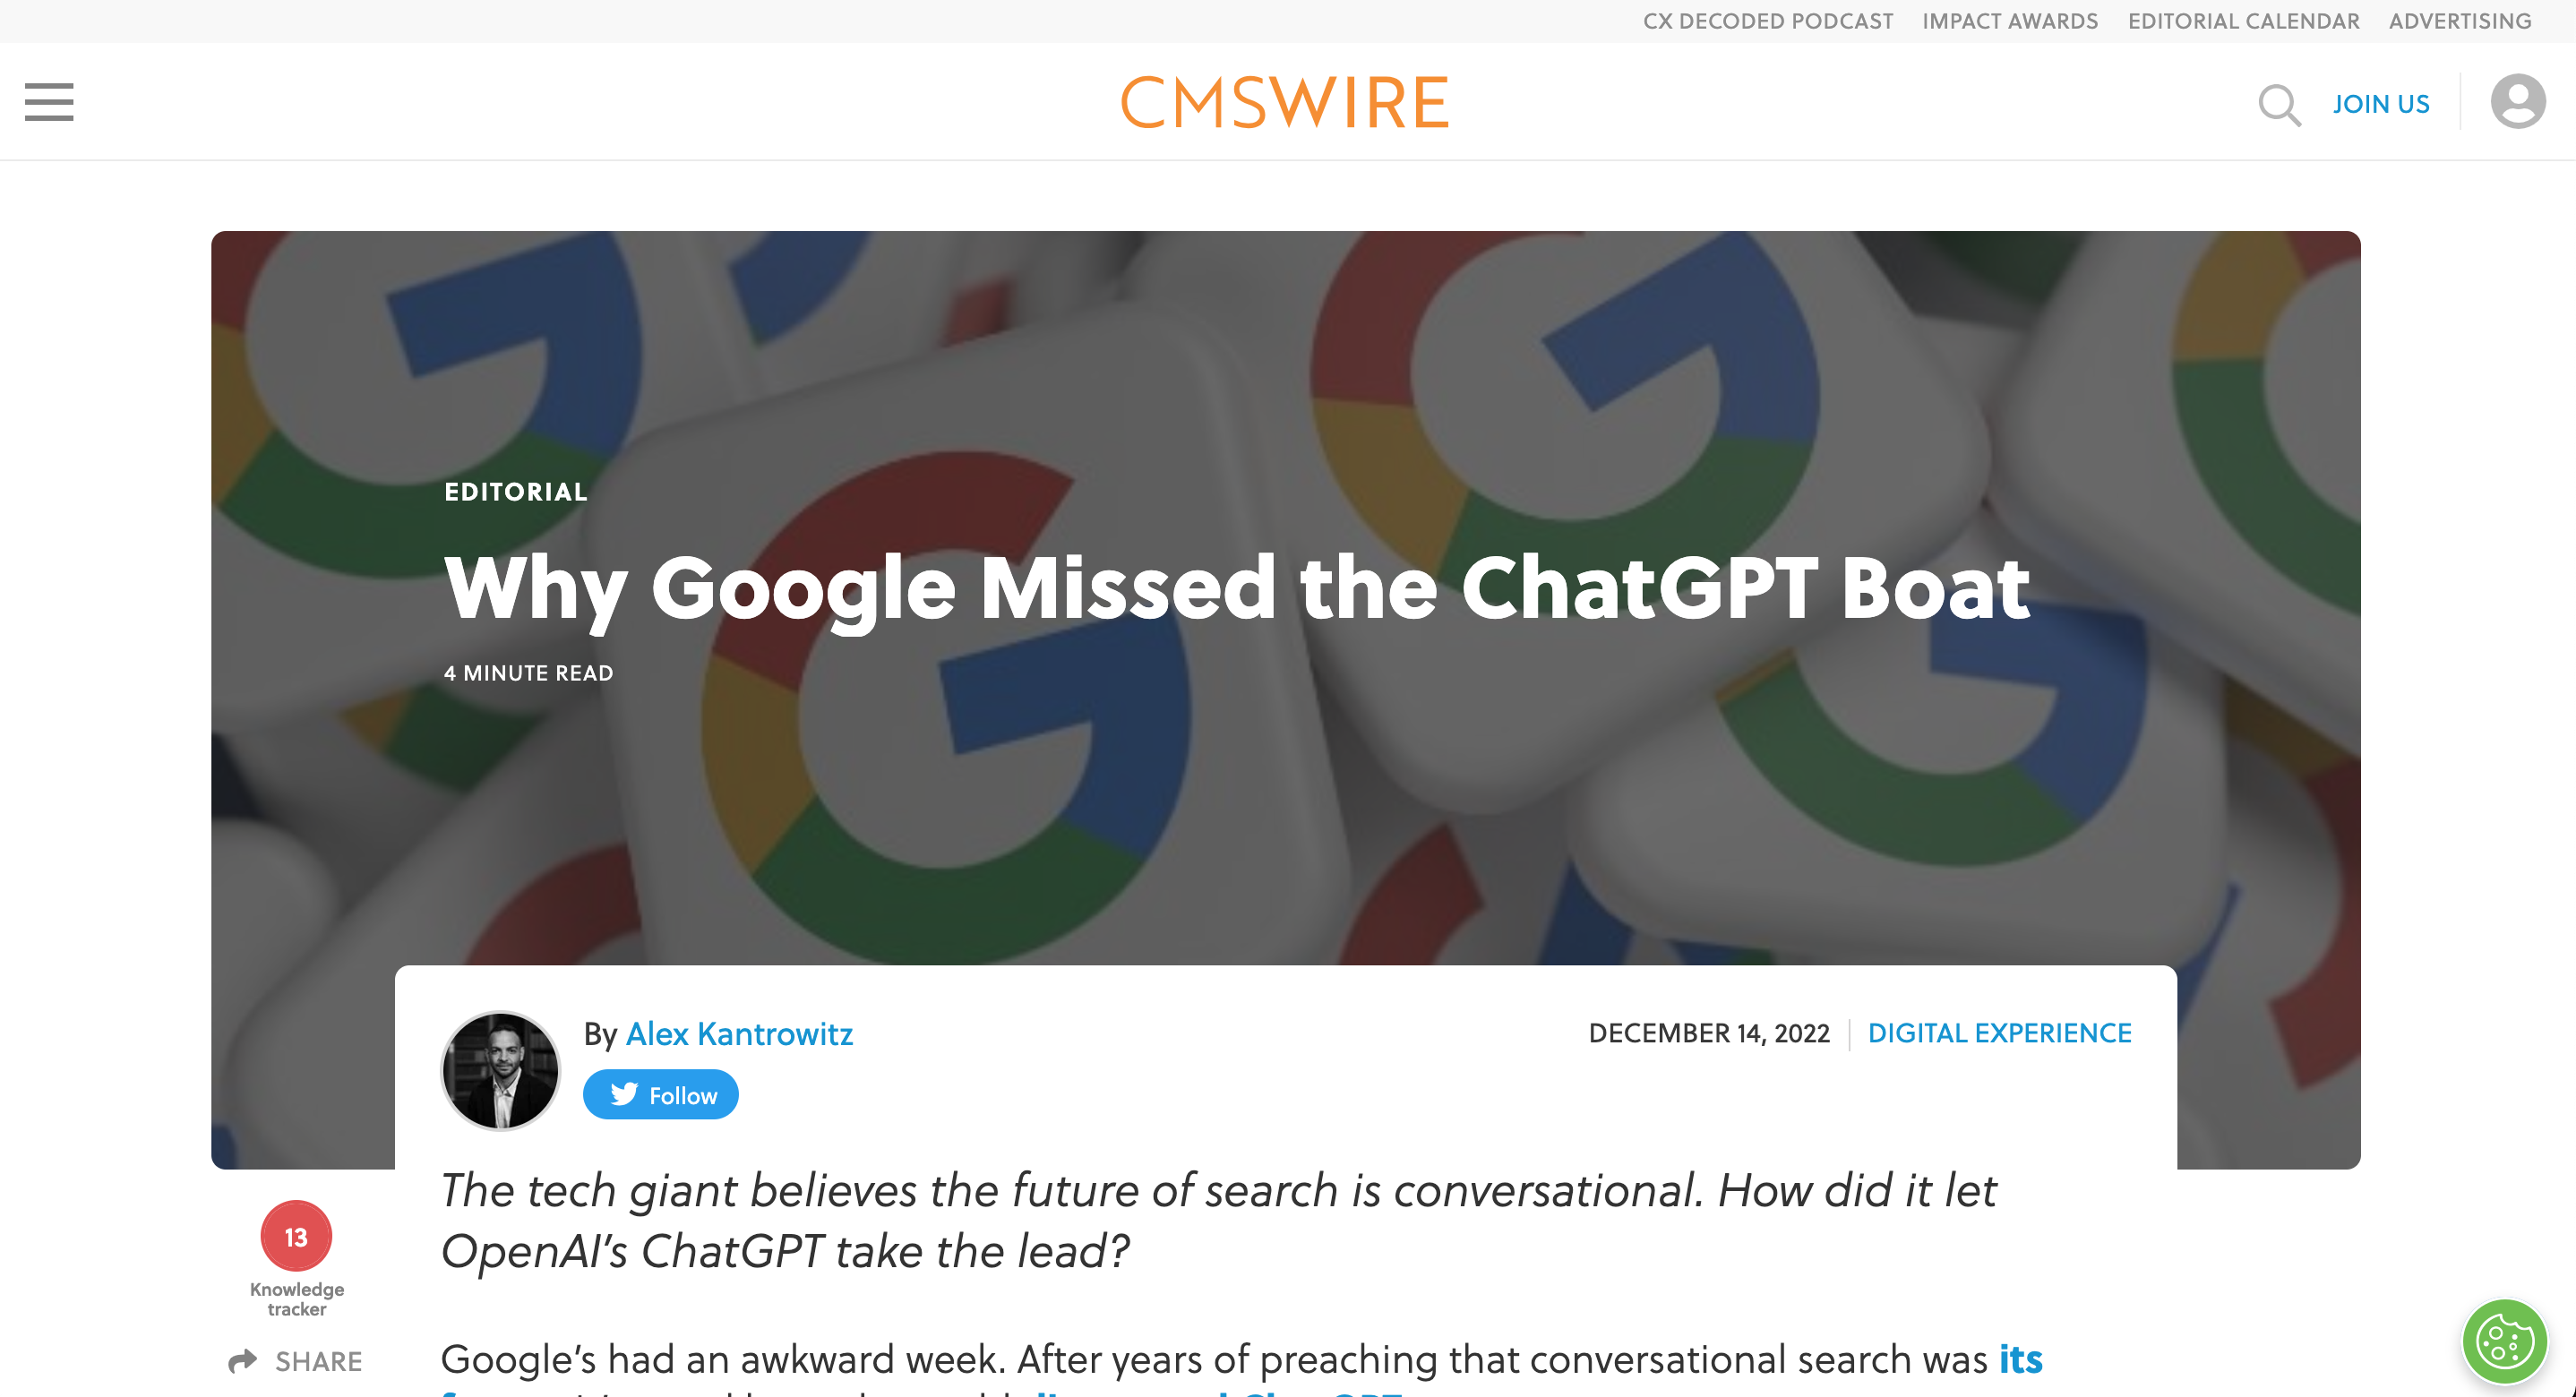 CX DECODED PODCAST IMPACT AWARDS EDITORIAL CALENDAR ADVERTISING
CMSWIRE
JOIN US
EDITORIAL
Why Google Missed the ChatGPT Boat
4 MINUTE READ
By Alex Kantrowitz
DECEMBER 14, 2022 DIGITAL EXPERIENCE
Follow
The tech giant believes the future of search is conversational. How did it let
OpenAI’s ChatGPT take the lead?
13
Knowledge
tracker
SHARE
Google’s had an awkward week. After years of preaching that conversational search was its